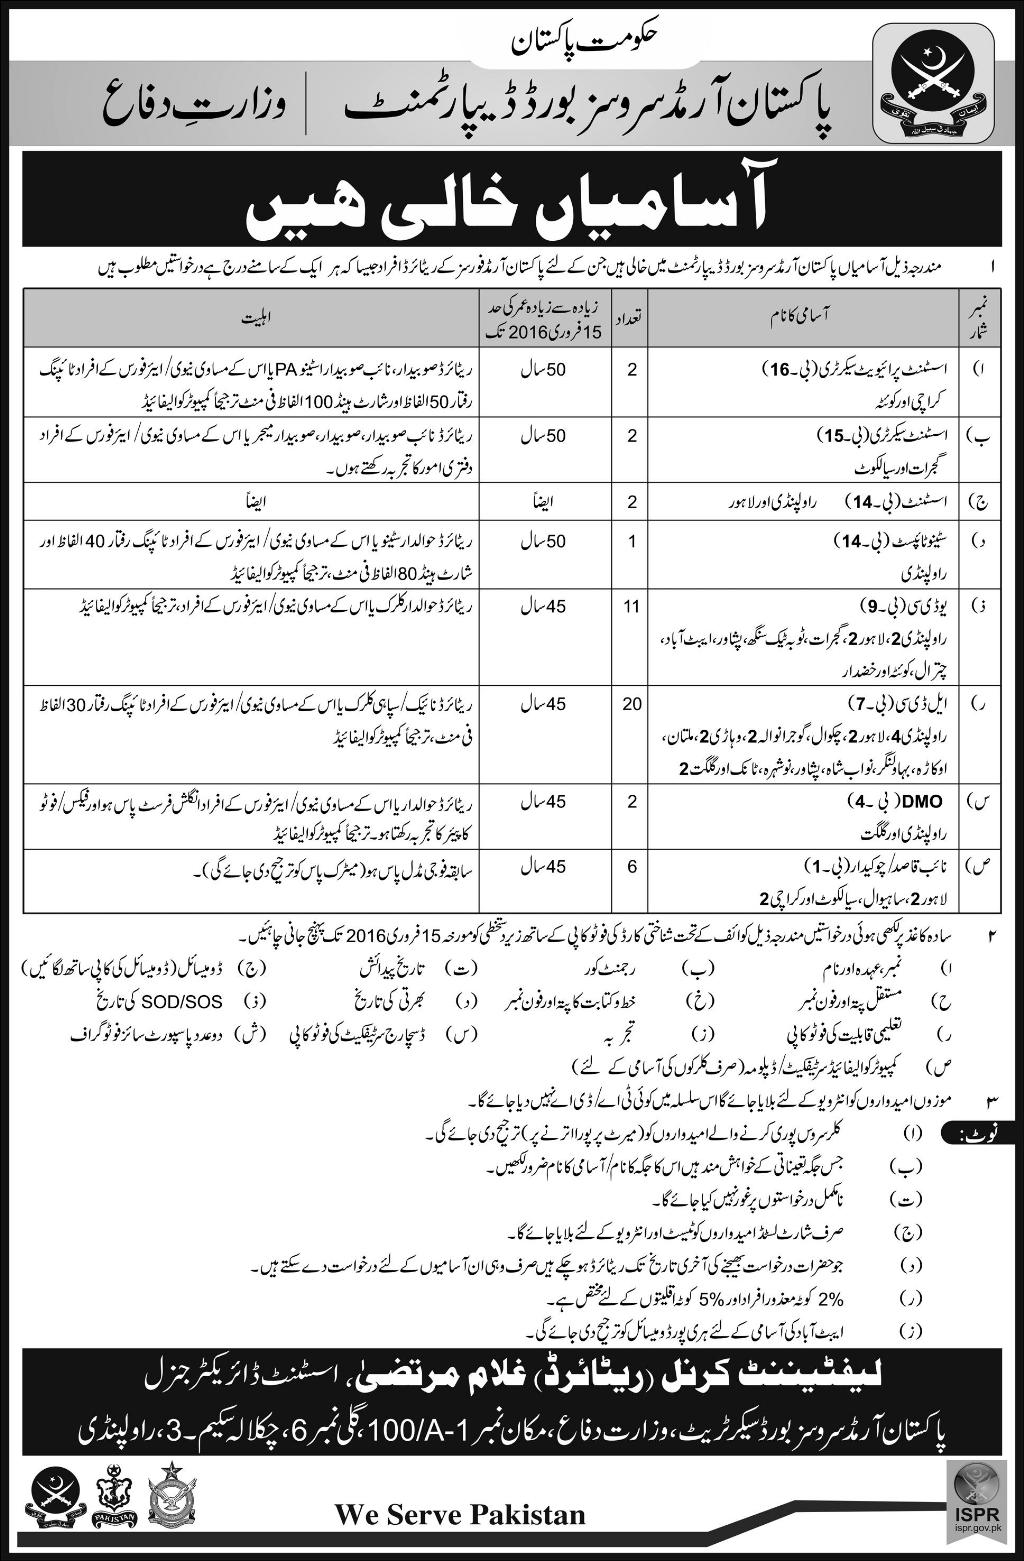 حکومت پاکستان
پاکستان آرمڈ سروسز بورڈ ڈیپارٹمنٹ | وزارتِ دفاع
آسامیاں خالی ھیں
۱ مندرجہ ذیل آسامیاں پاکستان آرمڈ سروسز بورڈ ڈیپارٹمنٹ میں خالی ہیں جن کے لئے پاکستان آرمڈ فورسز کے ریٹائرڈ افراد جیسا کہ ہر ایک کے سامنے درج ہے درخواستیں مطلوب ہیں
نمبر شمار | آسامی کا نام | تعداد | زیادہ سے زیادہ عمر کی حد 15 فروری 2016 تک | اہلیت
ا) اسسٹنٹ پرائیویٹ سیکرٹری (بی۔16) | 2 | 50 سال | ریٹائرڈ صوبیدار، نائب صوبیدار اسٹینو PA یا اس کے مساوی نیوی/ ایئر فورس کے افراد ٹائپنگ
کراچی اور کوئٹہ | رفتار 50 الفاظ اور شارٹ ہینڈ 100 الفاظ فی منٹ ترجیحاً کمپیوٹر کوالیفائیڈ
ب) اسسٹنٹ سیکرٹری (بی۔15) | 2 | 50 سال | ریٹائرڈ نائب صوبیدار، صوبیدار، صوبیدار میجر یا اس کے مساوی نیوی/ ایئر فورس کے افراد
گجرات اور سیالکوٹ | دفتری امور کا تجربہ رکھتے ہوں۔
ج) اسسٹنٹ (بی۔14) راولپنڈی اور لاہور | 2 | ایضاً | ایضاً
د) سٹینو ٹائپسٹ (بی۔14) | 1 | 50 سال | ریٹائرڈ حوالدار سٹینو یا اس کے مساوی نیوی/ ایئر فورس کے افراد ٹائپنگ رفتار 40 الفاظ اور
راولپنڈی | شارٹ ہینڈ 80 الفاظ فی منٹ، ترجیحاً کمپیوٹر کوالیفائیڈ
ذ) یو ڈی سی (بی۔9) | 11 | 45 سال | ریٹائرڈ حوالدار کلرک یا اس کے مساوی نیوی/ ایئر فورس کے افراد، ترجیحاً کمپیوٹر کوالیفائیڈ
راولپنڈی 2، لاہور 2، گجرات، ٹوبہ ٹیک سنگھ، پشاور، ایبٹ آباد،
چترال، کوئٹہ اور خضدار
ر) ایل ڈی سی (بی۔7) | 20 | 45 سال | ریٹائرڈ نائیک/ سپاہی کلرک یا اس کے مساوی نیوی/ ایئر فورس کے افراد ٹائپنگ رفتار 30 الفاظ
راولپنڈی 4، لاہور 2، چکوال، گوجرانوالہ 2، وہاڑی 2، ملتان، | فی منٹ، ترجیحاً کمپیوٹر کوالیفائیڈ
اوکاڑہ، بہاولنگر، نواب شاہ، پشاور، نوشہرہ، ٹانک اور گلگت 2
س) DMO (بی۔4) | 2 | 45 سال | ریٹائرڈ حوالدار یا اس کے مساوی نیوی/ ایئر فورس کے افراد انگلش فرسٹ پاس ہو اور فیکس/ فوٹو
راولپنڈی اور گلگت | کاپیئر کا تجربہ رکھتا ہو۔ ترجیحاً کمپیوٹر کوالیفائیڈ
ص) نائب قاصد/ چوکیدار (بی۔1) | 6 | 45 سال | سابقہ فوجی مڈل پاس ہو (میٹرک پاس کو ترجیح دی جائے گی)۔
لاہور 2، ساہیوال، سیالکوٹ اور کراچی 2
۲ سادہ کاغذ پر لکھی ہوئی درخواستیں مندرجہ ذیل کوائف کے تحت شناختی کارڈ کی فوٹو کاپی کے ساتھ زیر دستخطی کو مورخہ 15 فروری 2016 تک پہنچ جانی چاہئیں۔
ا) نمبر، عہدہ اور نام ب) رجمنٹ کور ت) تاریخ پیدائش ج) ڈومیسائل (ڈومیسائل کی کاپی ساتھ لگائیں)
ح) مستقل پتہ اور فون نمبر خ) خط و کتابت کا پتہ اور فون نمبر د) بھرتی کی تاریخ ذ) SOD/SOS کی تاریخ
ر) تعلیمی قابلیت کی فوٹو کاپی ز) تجربہ س) ڈسچارج سرٹیفکیٹ کی فوٹو کاپی ش) دو عدد پاسپورٹ سائز فوٹو گراف
ص) کمپیوٹر کوالیفائیڈ سرٹیفکیٹ/ ڈپلومہ (صرف کلرکوں کی آسامی کے لئے)
۳ موزوں امیدواروں کو انٹرویو کے لئے بلایا جائے گا اس سلسلہ میں کوئی ٹی اے/ ڈی اے نہیں دیا جائے گا۔
نوٹ: (ا) کلر سروس پوری کرنے والے امیدواروں کو (میرٹ پر پورا اترنے پر) ترجیح دی جائے گی۔
(ب) جس جگہ تعیناتی کے خواہش مند ہیں اس کا جگہ کا نام/ آسامی کا نام ضرور لکھیں۔
(ت) نامکمل درخواستوں پر غور نہیں کیا جائے گا۔
(ج) صرف شارٹ لسٹڈ امیدواروں کو ٹیسٹ اور انٹرویو کے لئے بلایا جائے گا۔
(د) جو حضرات درخواست بھیجنے کی آخری تاریخ تک ریٹائرڈ ہو چکے ہیں صرف وہی ان آسامیوں کے لئے درخواست دے سکتے ہیں۔
(ر) 2% کوٹہ معذور افراد اور 5% کوٹہ اقلیتوں کے لئے مختص ہے۔
(ز) ایبٹ آباد کی آسامی کے لئے ہری پور ڈومیسائل کو ترجیح دی جائے گی۔
لیفٹیننٹ کرنل (ریٹائرڈ) غلام مرتضیٰ، اسسٹنٹ ڈائریکٹر جنرل
پاکستان آرمڈ سروسز بورڈ سیکرٹریٹ، وزارت دفاع، مکان نمبر 100/A-1، گلی نمبر 6، چکلالہ سکیم۔3، راولپنڈی
We Serve Pakistan
PAKISTAN
ISPR
ispr.gov.pk